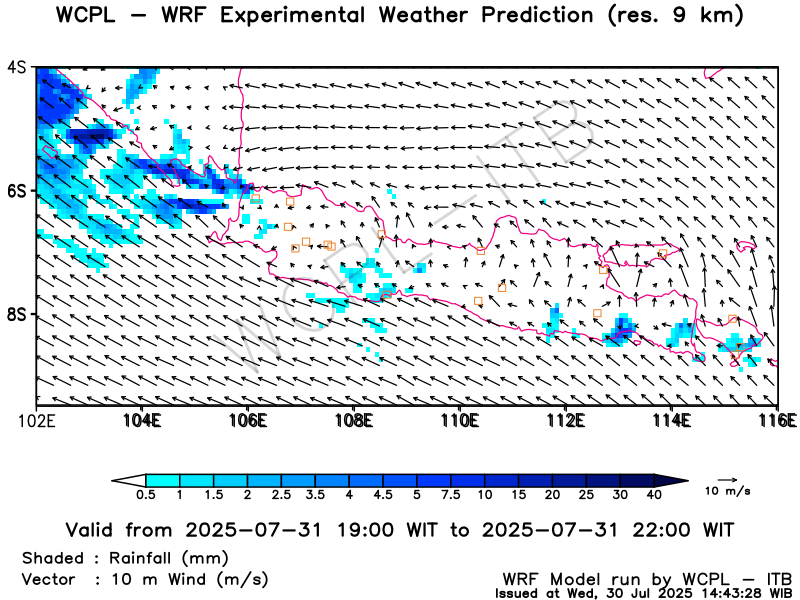 WCPL – WRF Experimental Weather Prediction (res. 9 km)
WCPL-ITB
4S
6S
8S
102E 104E 106E 108E 110E 112E 114E 116E
0.5 1 1.5 2 2.5 3.5 4 4.5 5 7.5 10 15 20 25 30 40
10 m/s
Valid from 2025-07-31 19:00 WIT to 2025-07-31 22:00 WIT
Shaded : Rainfall (mm)
Vector : 10 m Wind (m/s)
WRF Model run by WCPL – ITB
Issued at Wed, 30 Jul 2025 14:43:28 WIB